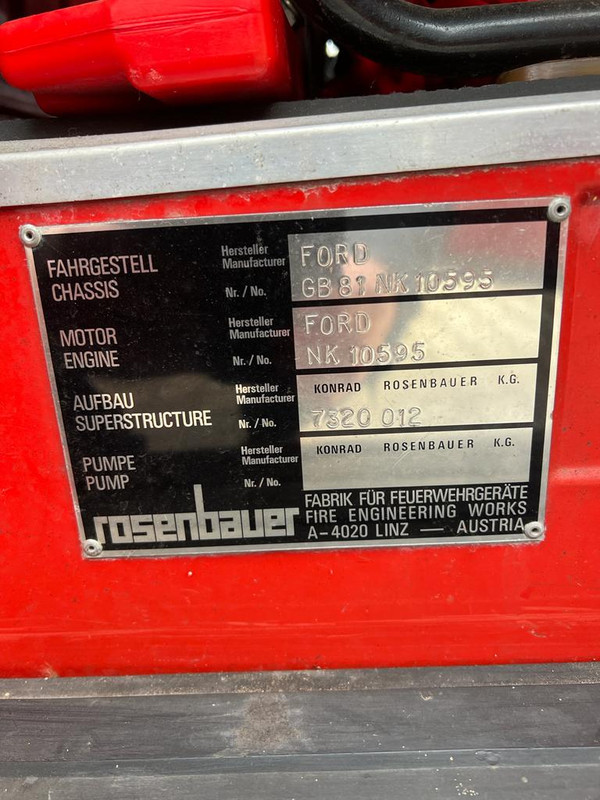 FAHRGESTELL Hersteller FORD
CHASSIS Manufacturer
Nr. / No. GB 81 NK 10595
MOTOR Hersteller FORD
ENGINE Manufacturer
Nr. / No. NK 10595
AUFBAU Hersteller KONRAD ROSENBAUER K.G.
SUPERSTRUCTURE Manufacturer
Nr. / No. 7320 012
PUMPE Hersteller KONRAD ROSENBAUER K.G.
PUMP Manufacturer
Nr. / No.
rosenbauer
FABRIK FÜR FEUERWEHRGERÄTE
FIRE ENGINEERING WORKS
A-4020 LINZ — AUSTRIA